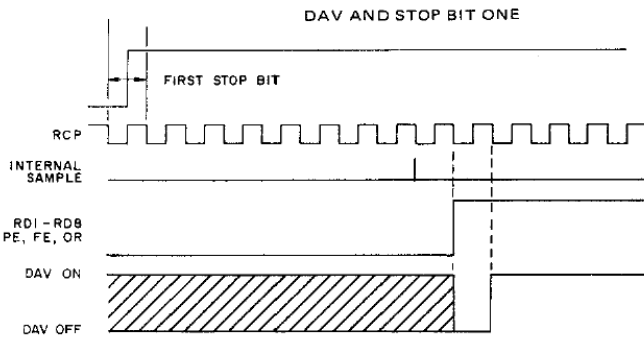 DAV AND STOP BIT ONE
FIRST STOP BIT
RCP
INTERNAL
SAMPLE
RD1-RD8
PE, FE, OR
DAV ON
DAV OFF